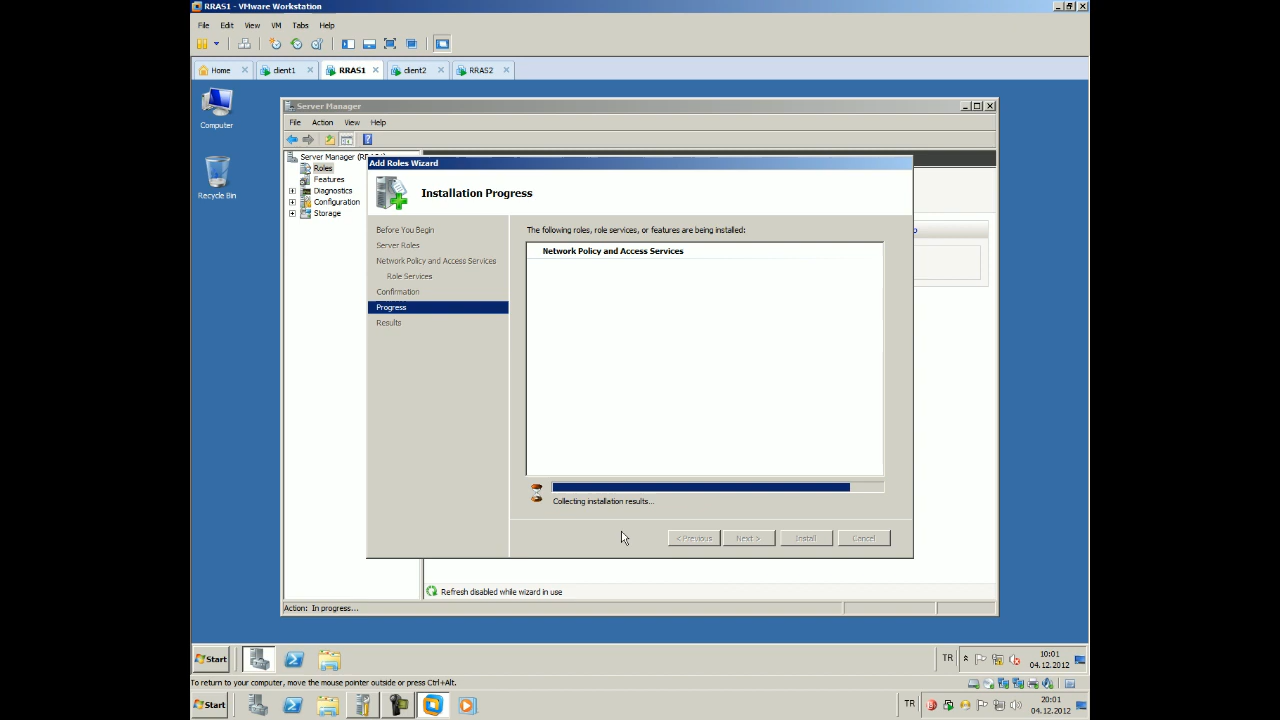 RRAS1 - VMware Workstation
File Edit View VM Tabs Help
Home client1 RRAS1 client2 RRAS2
Computer
Recycle Bin
Server Manager
File Action View Help
Server Manager
Roles
Features
Diagnostics
Configuration
Storage
Add Roles Wizard
Installation Progress
Before You Begin
Server Roles
Network Policy and Access Services
Role Services
Confirmation
Progress
Results
The following roles, role services, or features are being installed:
Network Policy and Access Services
Collecting installation results...
< Previous Next > Install Cancel
Refresh disabled while wizard in use
Action: In progress...
Start TR 10:01
04.12.2012
To return to your computer, move the mouse pointer outside or press Ctrl+Alt.
Start TR 20:01
04.12.2012